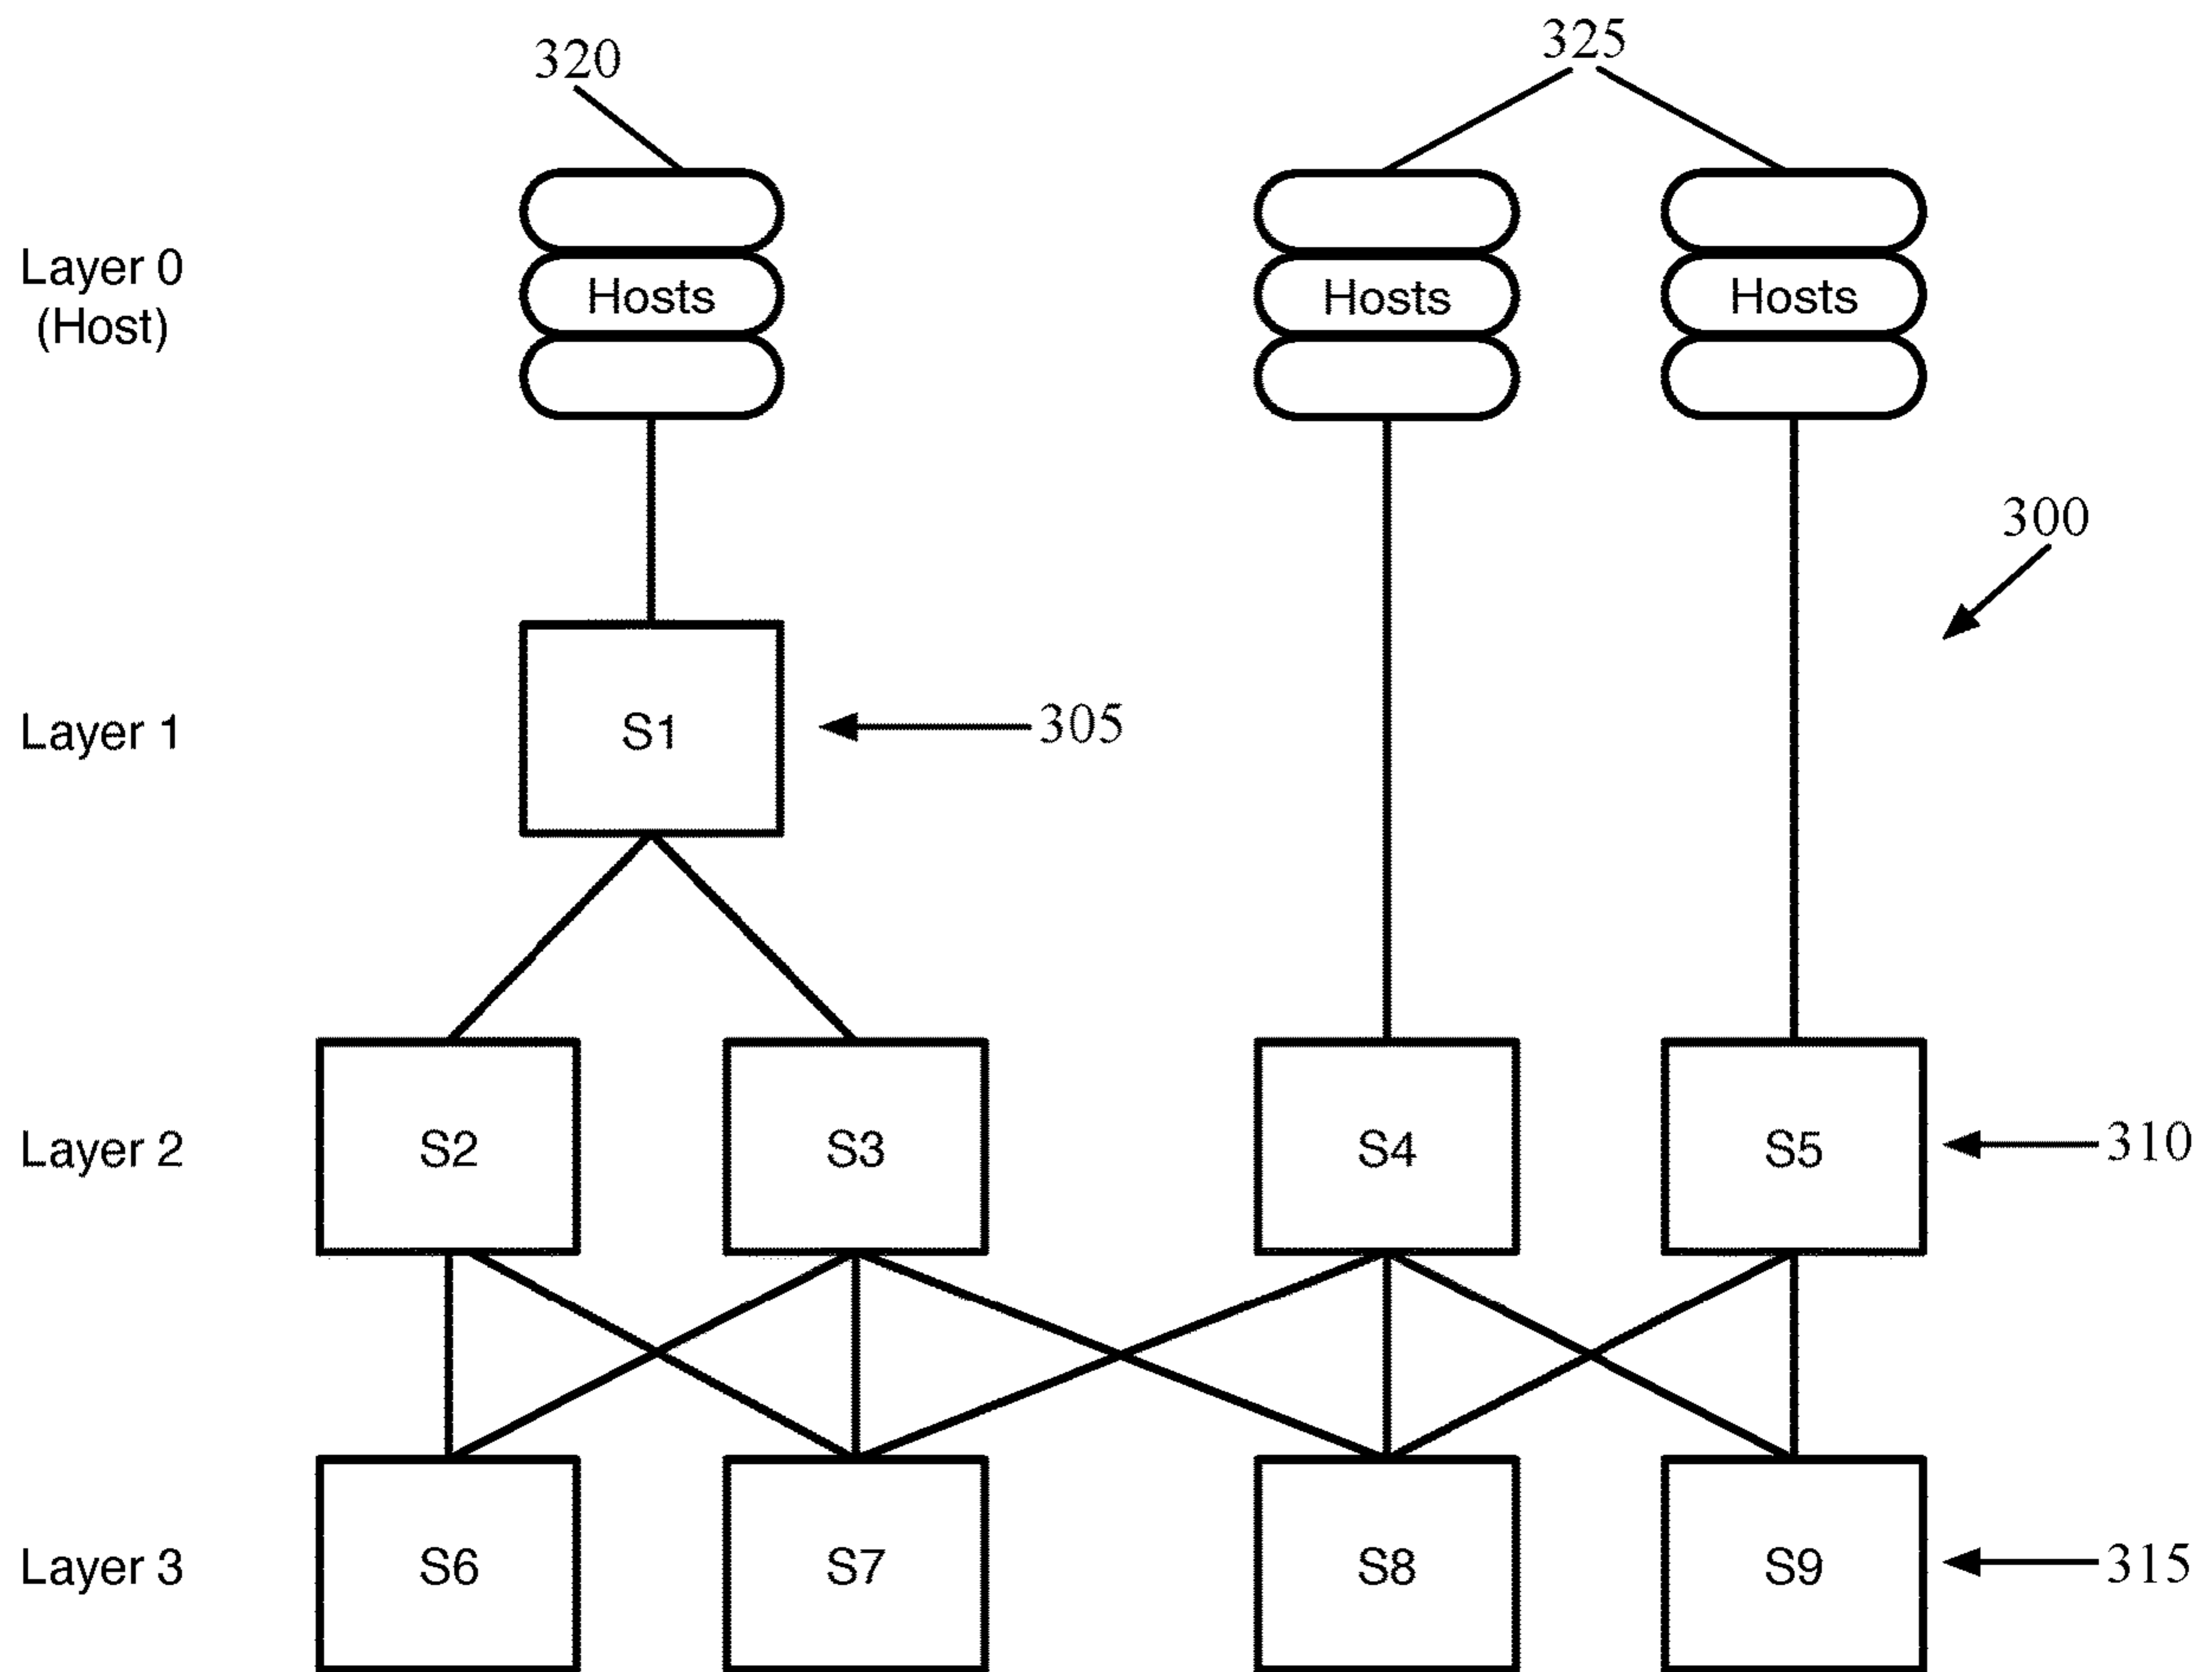 320
325
Layer 0
(Host)
Hosts
Hosts
Hosts
300
Layer 1
S1
305
Layer 2
S2
S3
S4
S5
310
Layer 3
S6
S7
S8
S9
315